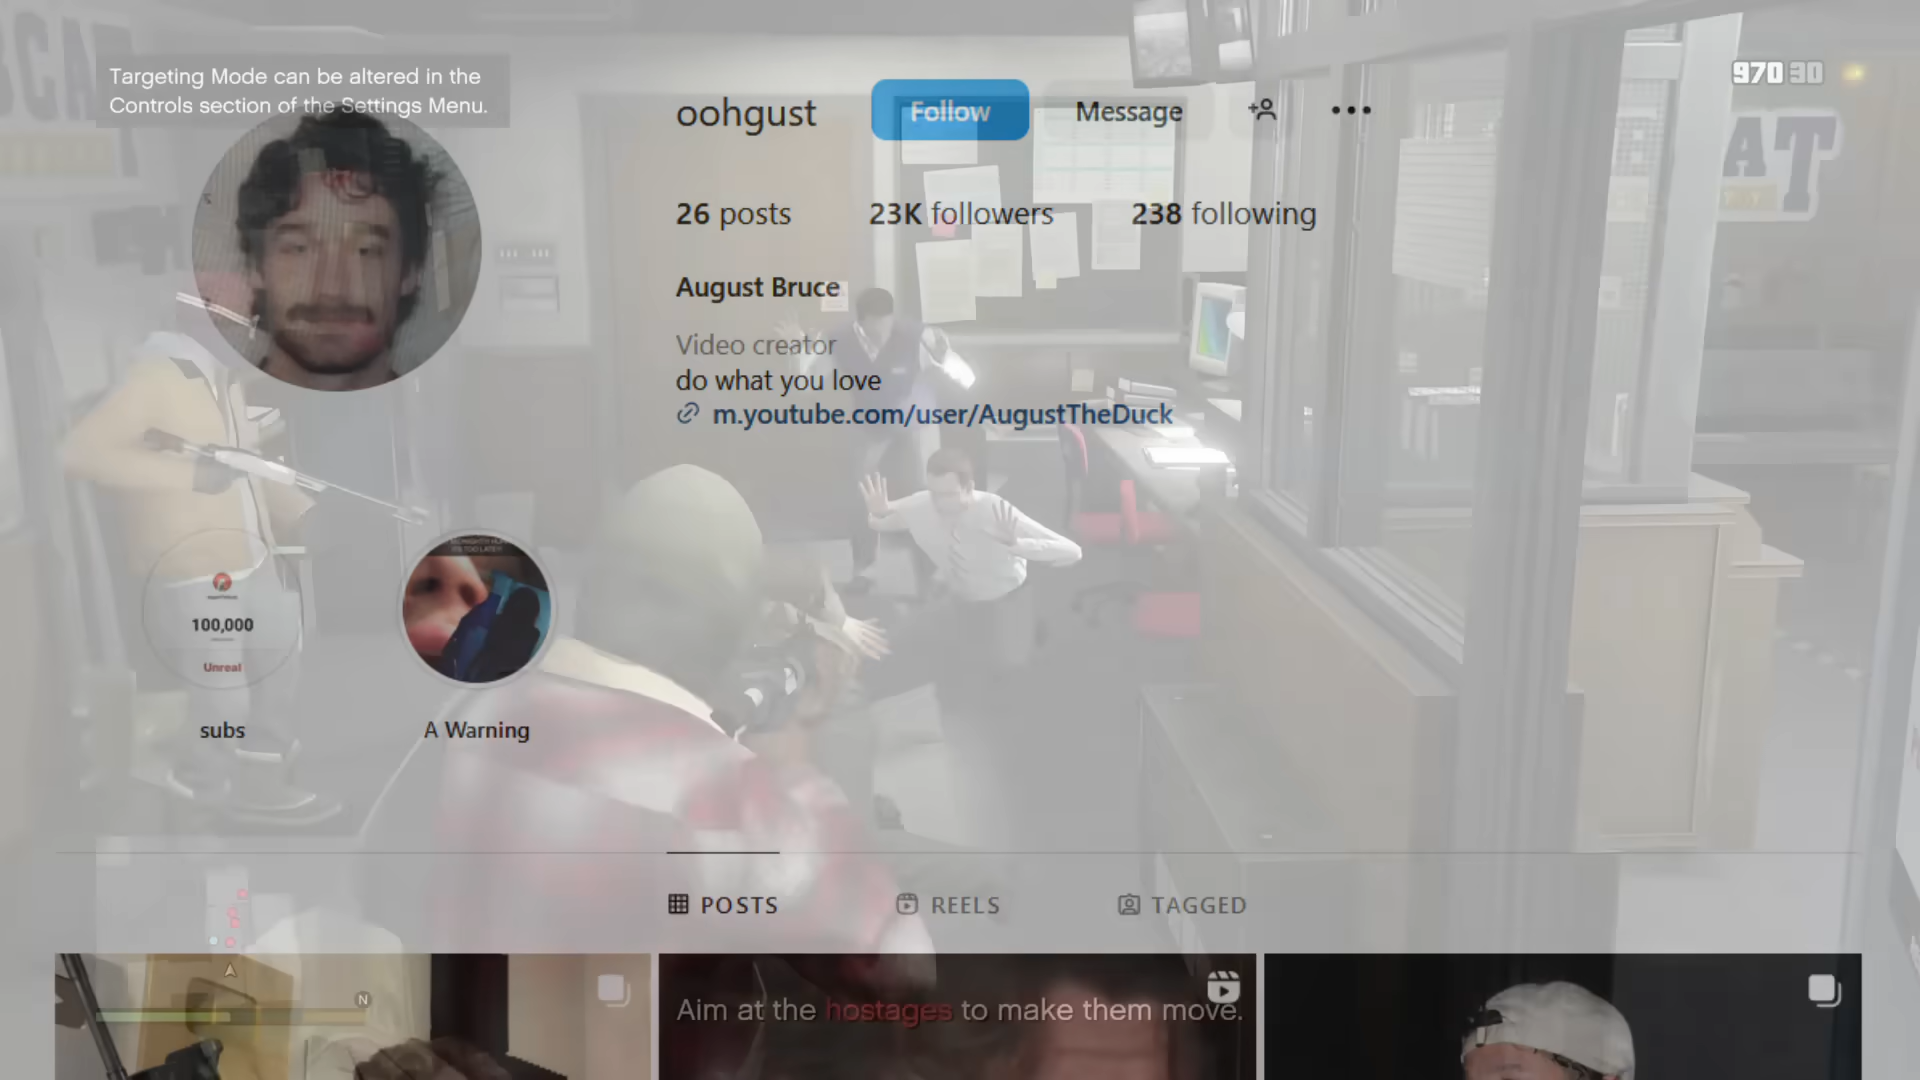 Targeting Mode can be altered in the
Controls section of the Settings Menu.
970 30
oohgust
Follow
Message
26 posts
23K followers
238 following
August Bruce
Video creator
do what you love
m.youtube.com/user/AugustTheDuck
AT
100,000
Unreal
subs
A Warning
POSTS
REELS
TAGGED
N
Aim at the hostages to make them move.